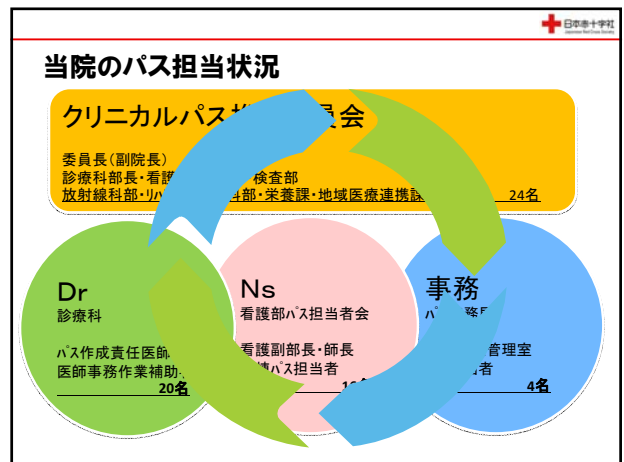 日本赤十字社
Japanese Red Cross Society
当院のパス担当状況
クリニカルパス推 員会
委員長(副院長)
診療科部長・看護 検査部
放射線科部・リハ 科部・栄養課・地域医療連携課 24名
Dr
診療科
パス作成責任医師
医師事務作業補助
20名
Ns
看護部パス担当者会
看護副部長・師長
パス担当者
事務
管理室
者
4名